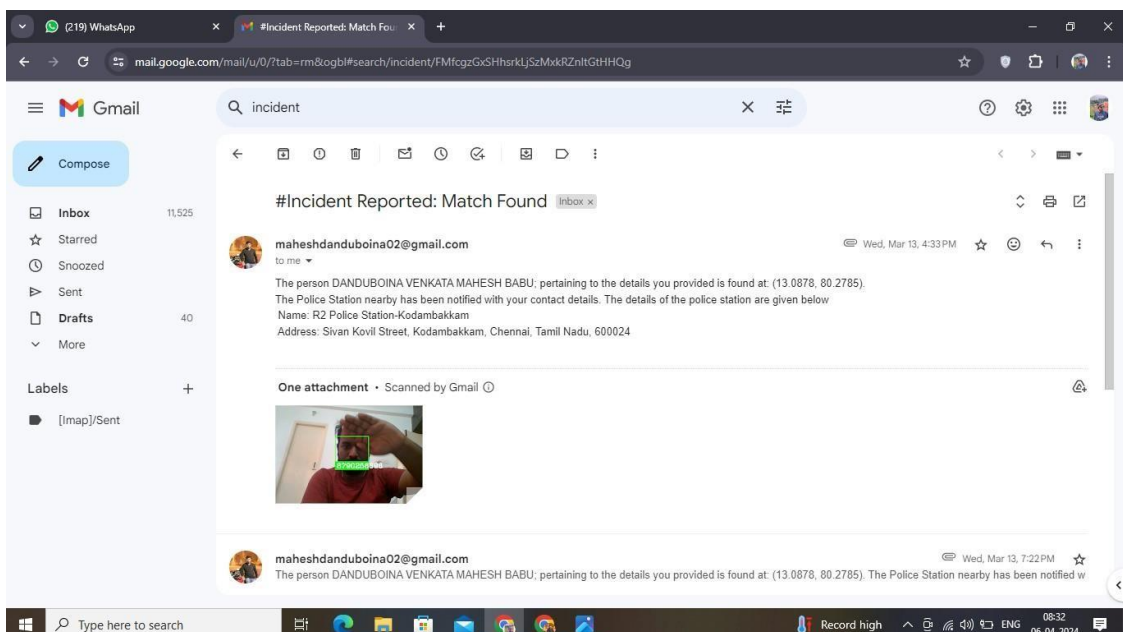 (219) WhatsApp
#Incident Reported: Match Fou
mail.google.com/mail/u/0/?tab=rm&ogbl#search/incident/FMfcgzGxSHhsrkLjSzMxkRZnItGtHHQg
Gmail
incident
Compose
#Incident Reported: Match Found Inbox x
Inbox 11,525
Starred
Snoozed
Sent
Drafts 40
More
Labels +
[Imap]/Sent
maheshdanduboina02@gmail.com Wed, Mar 13, 4:33 PM
to me
The person DANDUBOINA VENKATA MAHESH BABU; pertaining to the details you provided is found at: (13.0878, 80.2785).
The Police Station nearby has been notified with your contact details. The details of the police station are given below
Name: R2 Police Station-Kodambakkam
Address: Sivan Kovil Street, Kodambakkam, Chennai, Tamil Nadu, 600024
One attachment • Scanned by Gmail
maheshdanduboina02@gmail.com Wed, Mar 13, 7:22 PM
The person DANDUBOINA VENKATA MAHESH BABU; pertaining to the details you provided is found at: (13.0878, 80.2785). The Police Station nearby has been notified w
Type here to search
Record high
ENG
08:32
06-04-2024